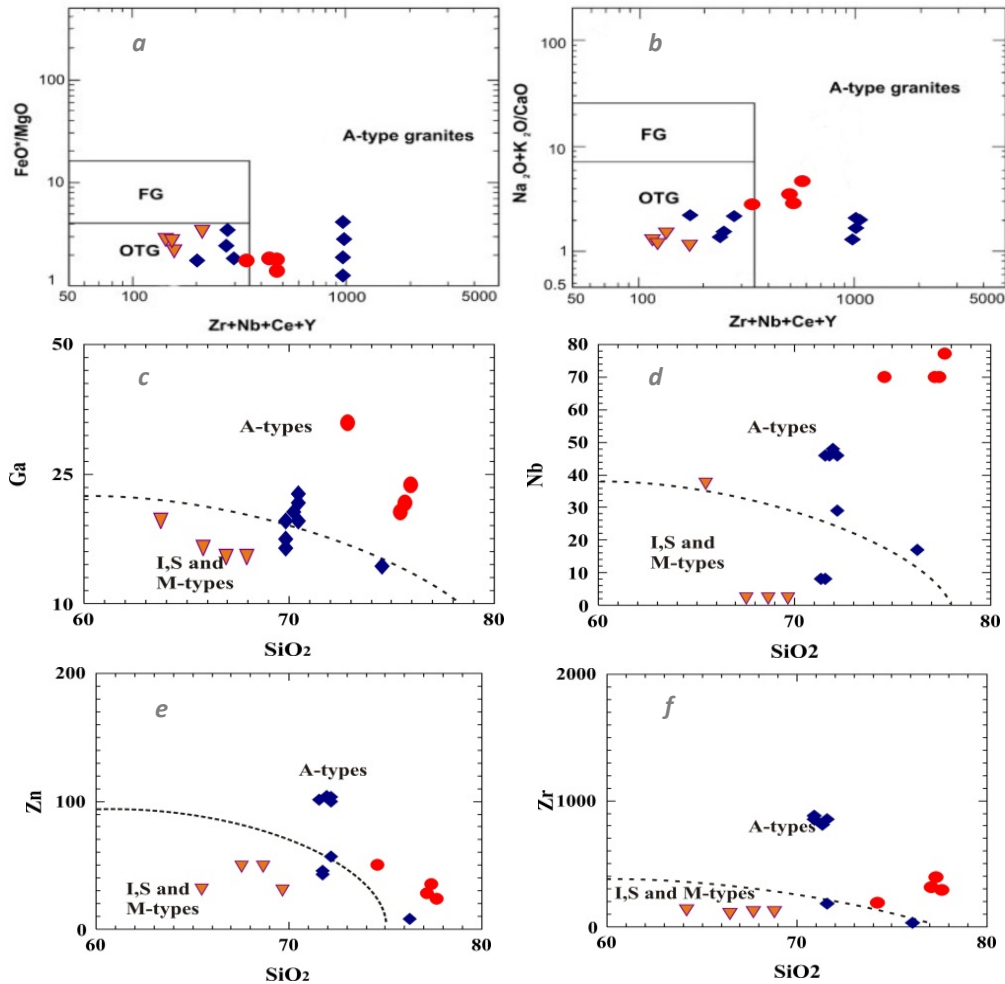 a
FeO*/MgO
100
10
1
A-type granites
FG
OTG
50
100
1000
5000
Zr+Nb+Ce+Y
b
Na2O+K2O/CaO
100
10
1
0.5
A-type granites
FG
OTG
50
100
1000
5000
Zr+Nb+Ce+Y
c
Ga
50
25
10
A-types
I,S and
M-types
60
70
80
SiO2
d
Nb
80
70
60
50
40
30
20
10
0
A-types
I,S and
M-types
60
70
80
SiO2
e
Zn
200
100
0
A-types
I,S and
M-types
60
70
80
SiO2
f
Zr
2000
1000
0
A-types
I,S and M-types
60
70
80
SiO2